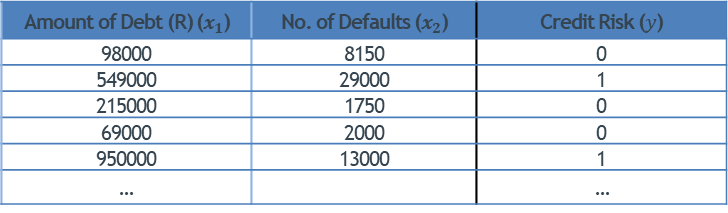 Amount of Debt (R) (x₁) No. of Defaults (x₂) Credit Risk (y)
98000 8150 0
549000 29000 1
215000 1750 0
69000 2000 0
950000 13000 1
... ...